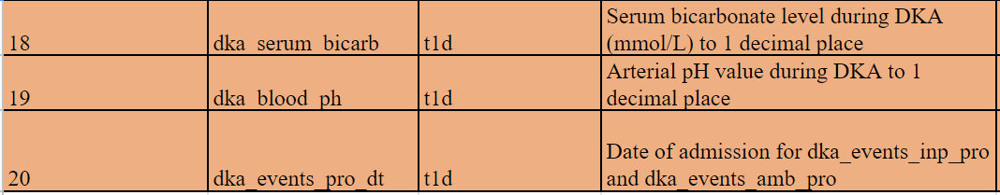 18 dka_serum_bicarb t1d Serum bicarbonate level during DKA
(mmol/L) to 1 decimal place
19 dka_blood_ph t1d Arterial pH value during DKA to 1
decimal place
20 dka_events_pro_dt t1d Date of admission for dka_events_inp_pro
and dka_events_amb_pro